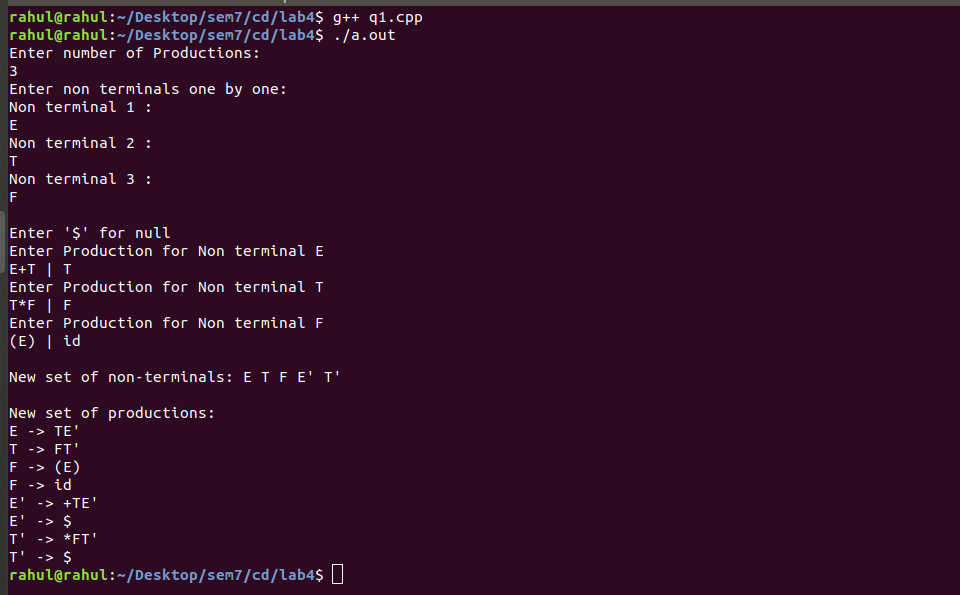 rahul@rahul:~/Desktop/sem7/cd/lab4$ g++ q1.cpp
rahul@rahul:~/Desktop/sem7/cd/lab4$ ./a.out
Enter number of Productions:
3
Enter non terminals one by one:
Non terminal 1 :
E
Non terminal 2 :
T
Non terminal 3 :
F

Enter '$' for null
Enter Production for Non terminal E
E+T | T
Enter Production for Non terminal T
T*F | F
Enter Production for Non terminal F
(E) | id

New set of non-terminals: E T F E' T'

New set of productions:
E -> TE'
T -> FT'
F -> (E)
F -> id
E' -> +TE'
E' -> $
T' -> *FT'
T' -> $
rahul@rahul:~/Desktop/sem7/cd/lab4$